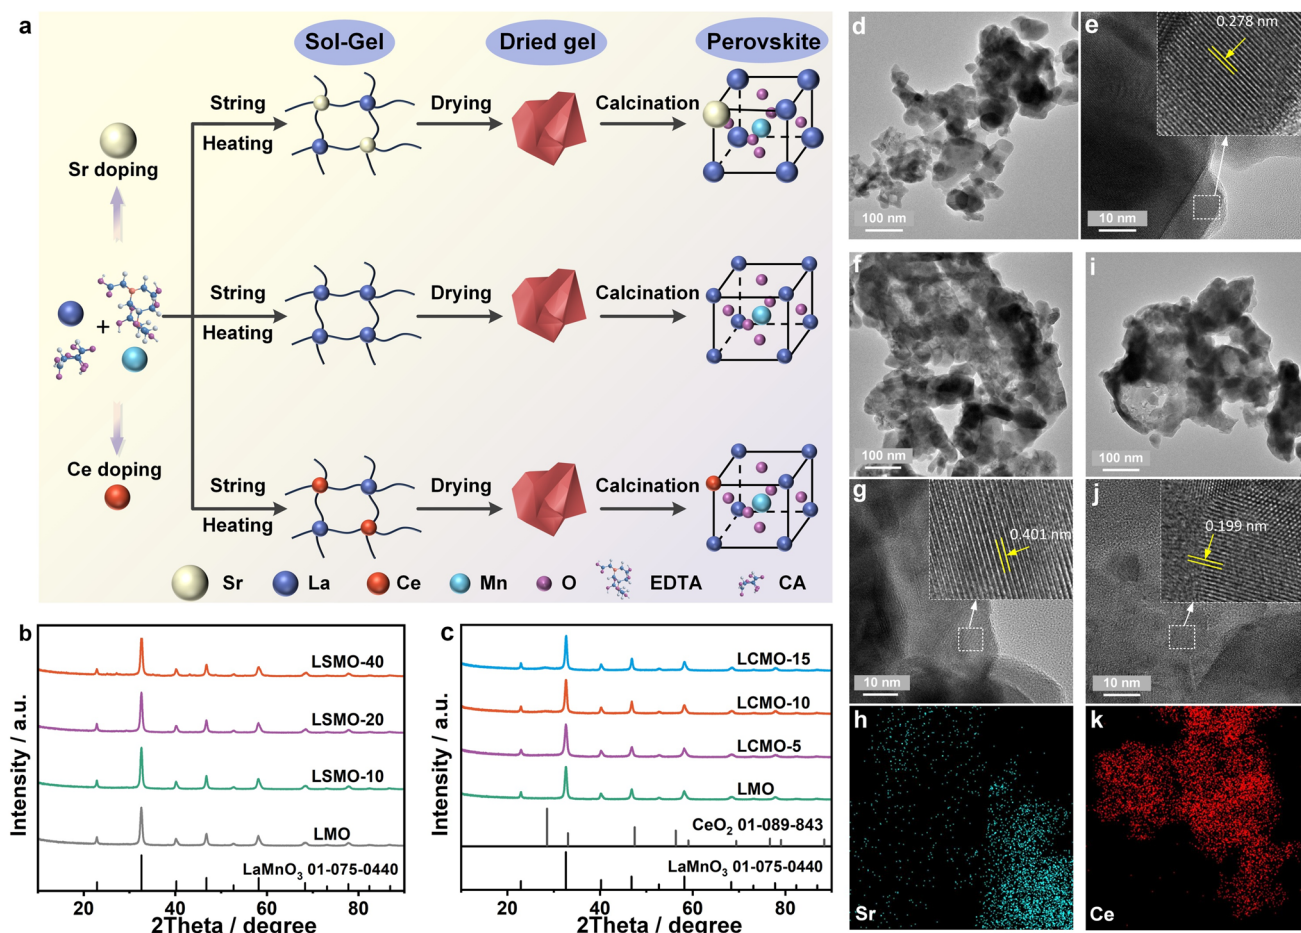 a
Sol-Gel
Dried gel
Perovskite
String
Heating
Drying
Calcination
Sr doping
String
Heating
Drying
Calcination
+
Ce doping
String
Heating
Drying
Calcination
Sr
La
Ce
Mn
O
EDTA
CA
b
Intensity / a.u.
LSMO-40
LSMO-20
LSMO-10
LMO
LaMnO3 01-075-0440
20 40 60 80
2Theta / degree
c
Intensity / a.u.
LCMO-15
LCMO-10
LCMO-5
LMO
CeO2 01-089-843
LaMnO3 01-075-0440
20 40 60 80
2Theta / degree
d
100 nm
e
0.278 nm
10 nm
f
100 nm
i
100 nm
g
0.401 nm
10 nm
j
0.199 nm
10 nm
h
Sr
k
Ce